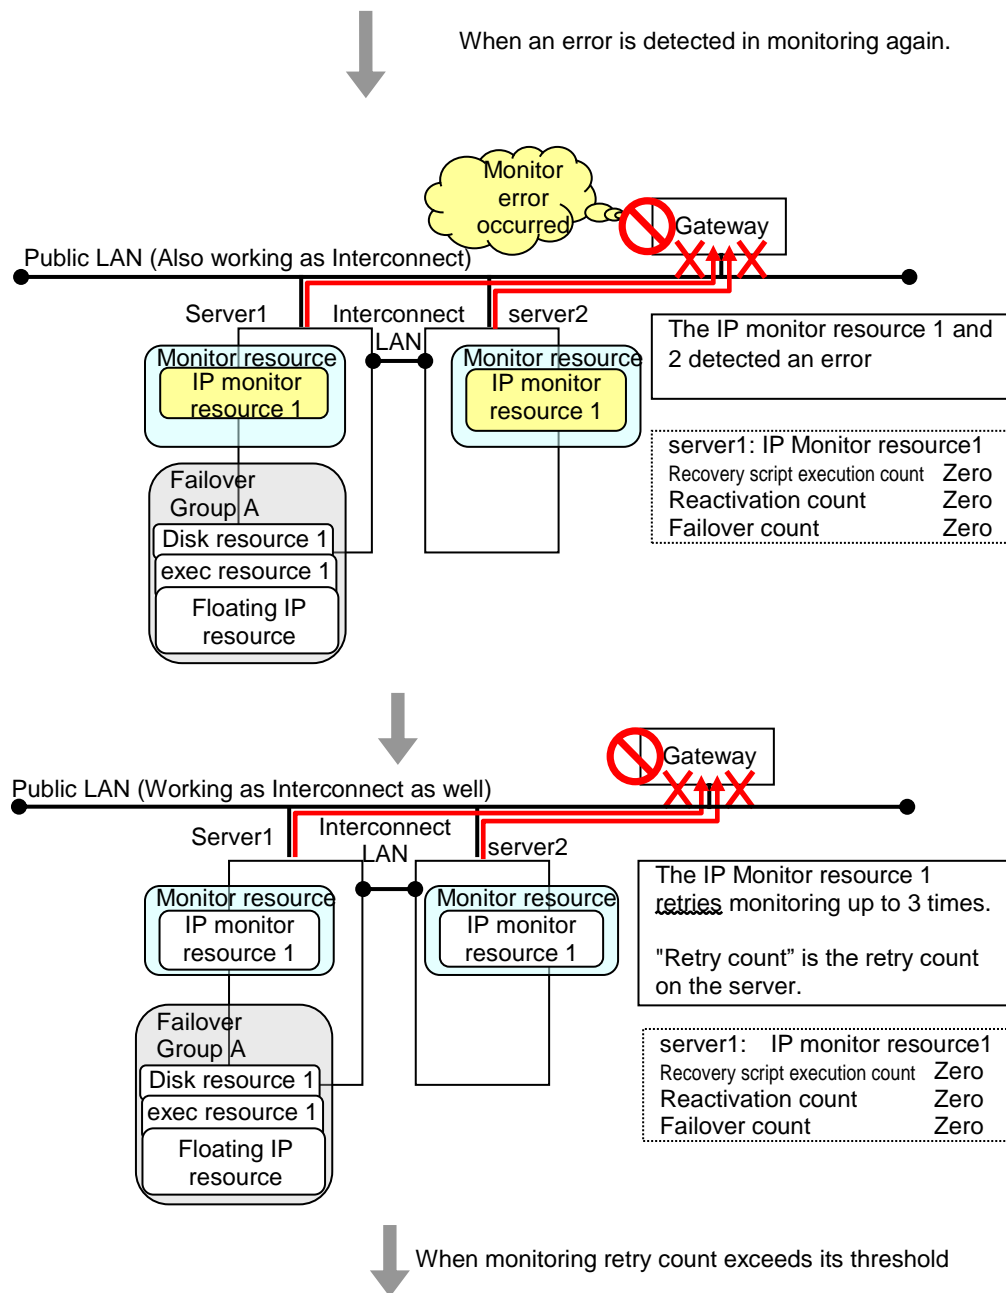 When an error is detected in monitoring again.
Monitor
error
occurred
Gateway
Public LAN (Also working as Interconnect)
Server1
Interconnect
LAN
server2
Monitor resource
IP monitor
resource 1
Monitor resource
IP monitor
resource 1
The IP monitor resource 1 and
2 detected an error
server1: IP Monitor resource1
Recovery script execution count Zero
Reactivation count Zero
Failover count Zero
Failover
Group A
Disk resource 1
exec resource 1
Floating IP
resource
Gateway
Public LAN (Working as Interconnect as well)
Server1
Interconnect
LAN
server2
Monitor resource
IP monitor
resource 1
Monitor resource
IP monitor
resource 1
The IP Monitor resource 1
retries monitoring up to 3 times.
"Retry count” is the retry count
on the server.
server1: IP monitor resource1
Recovery script execution count Zero
Reactivation count Zero
Failover count Zero
Failover
Group A
Disk resource 1
exec resource 1
Floating IP
resource
When monitoring retry count exceeds its threshold